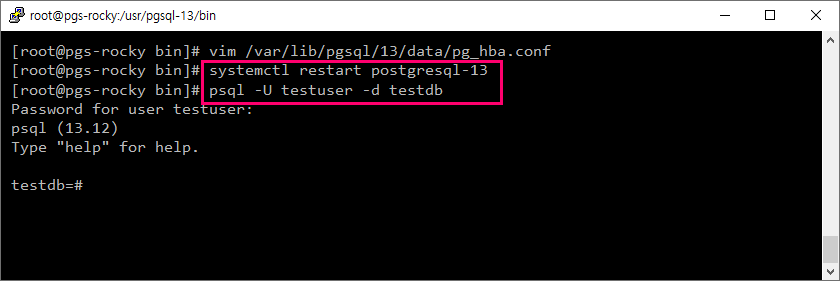 root@pgs-rocky:/usr/pgsql-13/bin
[root@pgs-rocky bin]# vim /var/lib/pgsql/13/data/pg_hba.conf
[root@pgs-rocky bin]# systemctl restart postgresql-13
[root@pgs-rocky bin]# psql -U testuser -d testdb
Password for user testuser:
psql (13.12)
Type "help" for help.
testdb=#